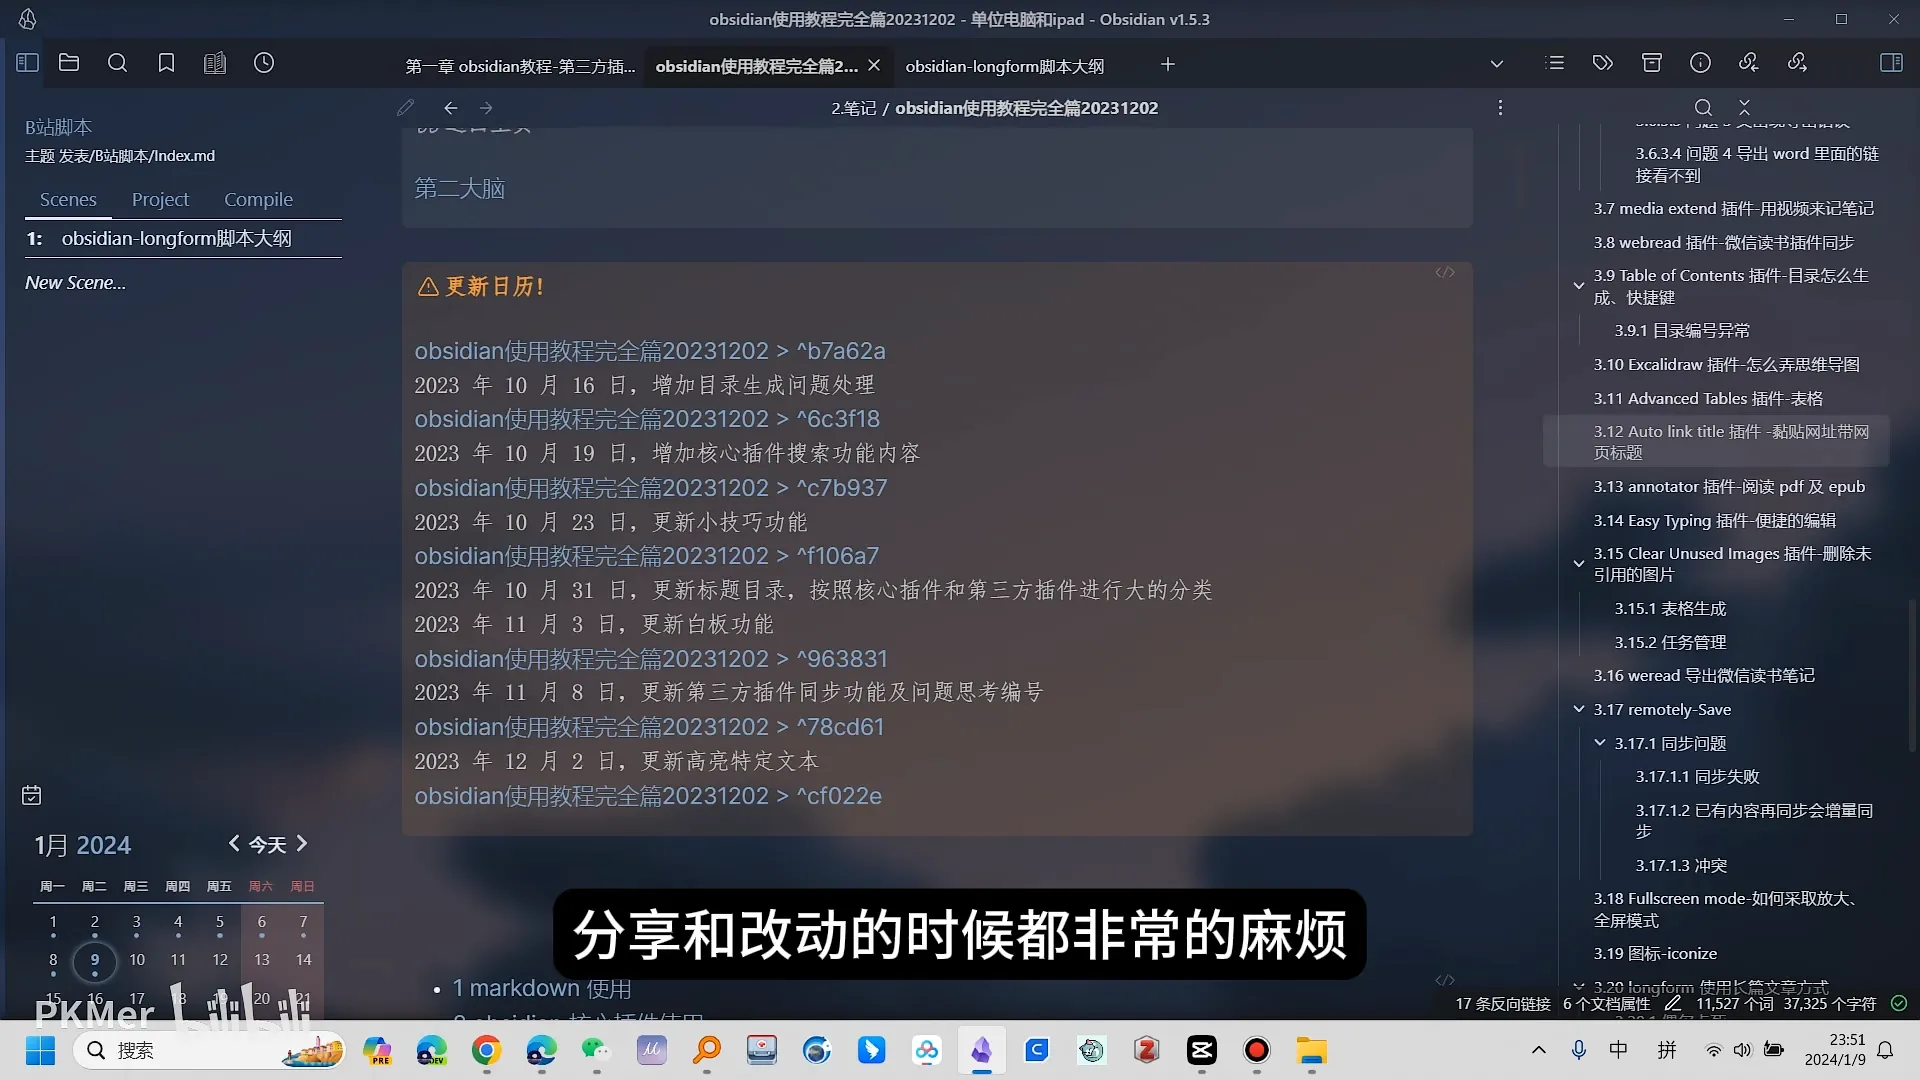 obsidian使用教程完全篇20231202 - 单位电脑和ipad - Obsidian v1.5.3
第一章 obsidian教程-第三方插...
obsidian使用教程完全篇2...
obsidian-longform脚本大纲
2.笔记 / obsidian使用教程完全篇20231202
B站脚本
主题 发表/B站脚本/Index.md
Scenes Project Compile
1: obsidian-longform脚本大纲
New Scene...
1月 2024
今天
周一 周二 周三 周四 周五 周六 周日
1 2 3 4 5 6 7
8 9 10 11 12 13 14
15 16 17 18 19 20 21
PKMer bilibili
第二大脑
更新日历!
obsidian使用教程完全篇20231202 > ^b7a62a
2023 年 10 月 16 日，增加目录生成问题处理
obsidian使用教程完全篇20231202 > ^6c3f18
2023 年 10 月 19 日，增加核心插件搜索功能内容
obsidian使用教程完全篇20231202 > ^c7b937
2023 年 10 月 23 日，更新小技巧功能
obsidian使用教程完全篇20231202 > ^f106a7
2023 年 10 月 31 日，更新标题目录，按照核心插件和第三方插件进行大的分类
2023 年 11 月 3 日，更新白板功能
obsidian使用教程完全篇20231202 > ^963831
2023 年 11 月 8 日，更新第三方插件同步功能及问题思考编号
obsidian使用教程完全篇20231202 > ^78cd61
2023 年 12 月 2 日，更新高亮特定文本
obsidian使用教程完全篇20231202 > ^cf022e
分享和改动的时候都非常的麻烦
1 markdown 使用
3.6.3.4 问题 4 导出 word 里面的链
接看不到
3.7 media extend 插件-用视频来记笔记
3.8 webread 插件-微信读书插件同步
3.9 Table of Contents 插件-目录怎么生
成、快捷键
3.9.1 目录编号异常
3.10 Excalidraw 插件-怎么弄思维导图
3.11 Advanced Tables 插件-表格
3.12 Auto link title 插件 -黏贴网址带网
页标题
3.13 annotator 插件-阅读 pdf 及 epub
3.14 Easy Typing 插件-便捷的编辑
3.15 Clear Unused Images 插件-删除未
引用的图片
3.15.1 表格生成
3.15.2 任务管理
3.16 weread 导出微信读书笔记
3.17 remotely-Save
3.17.1 同步问题
3.17.1.1 同步失败
3.17.1.2 已有内容再同步会增量同
步
3.17.1.3 冲突
3.18 Fullscreen mode-如何采取放大、
全屏模式
3.19 图标-iconize
3.20 longform 使用长篇文章方式
17 条反向链接 6 个文档属性 11,527 个词 37,325 个字符
搜索
PRE
DEV
中 拼
23:51
2024/1/9